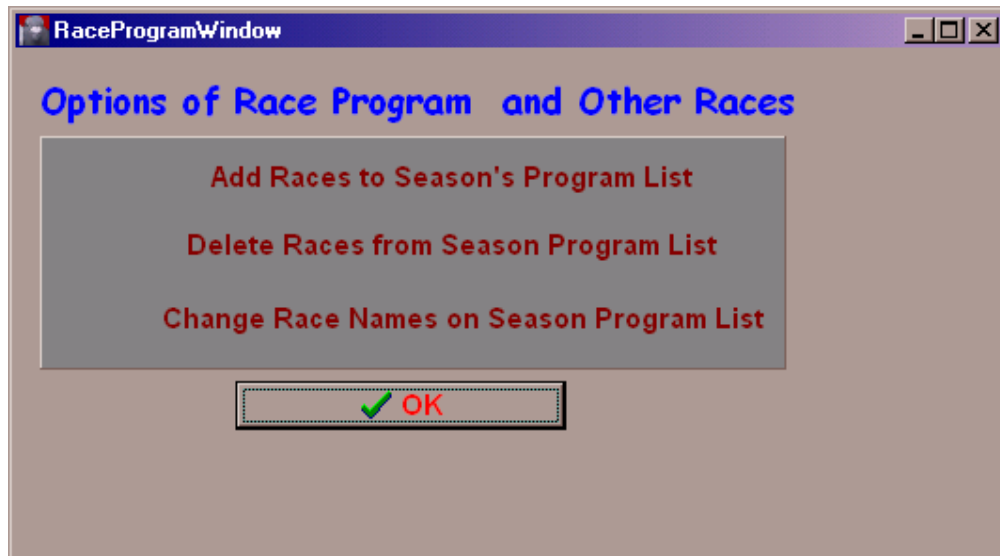 RaceProgramWindow
Options of Race Program  and Other Races
Add Races to Season's Program List
Delete Races from Season Program List
Change Race Names on Season Program List
OK